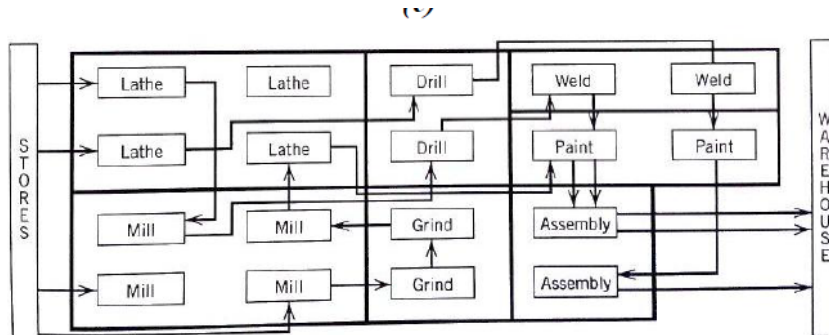 (c)
STORES
Lathe Lathe Drill Weld Weld
Lathe Lathe Drill Paint Paint
Mill Mill Grind Assembly
Mill Mill Grind Assembly
WAREHOUSE